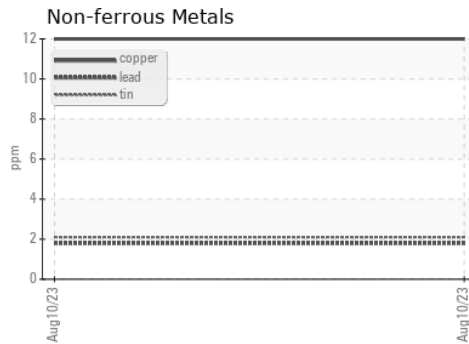 Non-ferrous Metals
12
10
8
6
4
2
0
ppm
copper
lead
tin
Aug10/23
Aug10/23